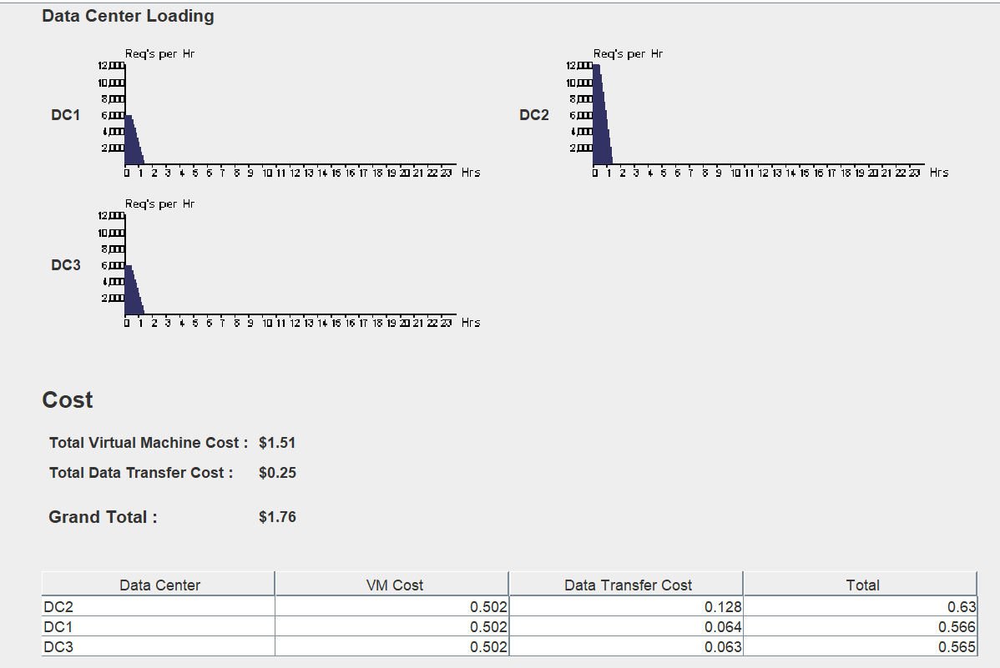 Data Center Loading
Req's per Hr
12,000
10,000
8,000
DC1
6,000
4,000
2,000
0 1 2 3 4 5 6 7 8 9 10 11 12 13 14 15 16 17 18 19 20 21 22 23 Hrs
Req's per Hr
12,000
10,000
8,000
DC2
6,000
4,000
2,000
0 1 2 3 4 5 6 7 8 9 10 11 12 13 14 15 16 17 18 19 20 21 22 23 Hrs
Req's per Hr
12,000
10,000
8,000
DC3
6,000
4,000
2,000
0 1 2 3 4 5 6 7 8 9 10 11 12 13 14 15 16 17 18 19 20 21 22 23 Hrs
Cost
Total Virtual Machine Cost : $1.51
Total Data Transfer Cost : $0.25
Grand Total : $1.76
Data Center VM Cost Data Transfer Cost Total
DC2 0.502 0.128 0.63
DC1 0.502 0.064 0.566
DC3 0.502 0.063 0.565